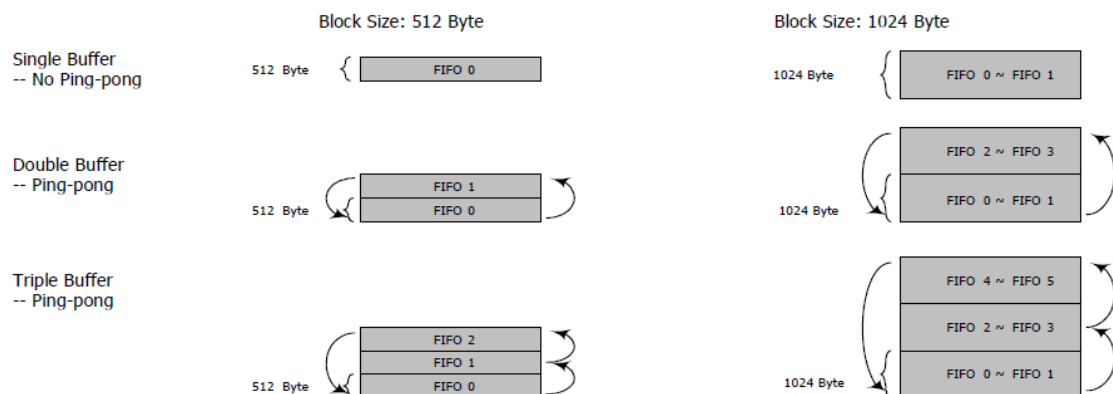 Block Size: 512 Byte
Block Size: 1024 Byte
Single Buffer
-- No Ping-pong
512 Byte
FIFO 0
1024 Byte
FIFO 0 ~ FIFO 1
Double Buffer
-- Ping-pong
FIFO 1
512 Byte
FIFO 0
FIFO 2 ~ FIFO 3
1024 Byte
FIFO 0 ~ FIFO 1
Triple Buffer
-- Ping-pong
FIFO 2
FIFO 1
512 Byte
FIFO 0
FIFO 4 ~ FIFO 5
FIFO 2 ~ FIFO 3
1024 Byte
FIFO 0 ~ FIFO 1